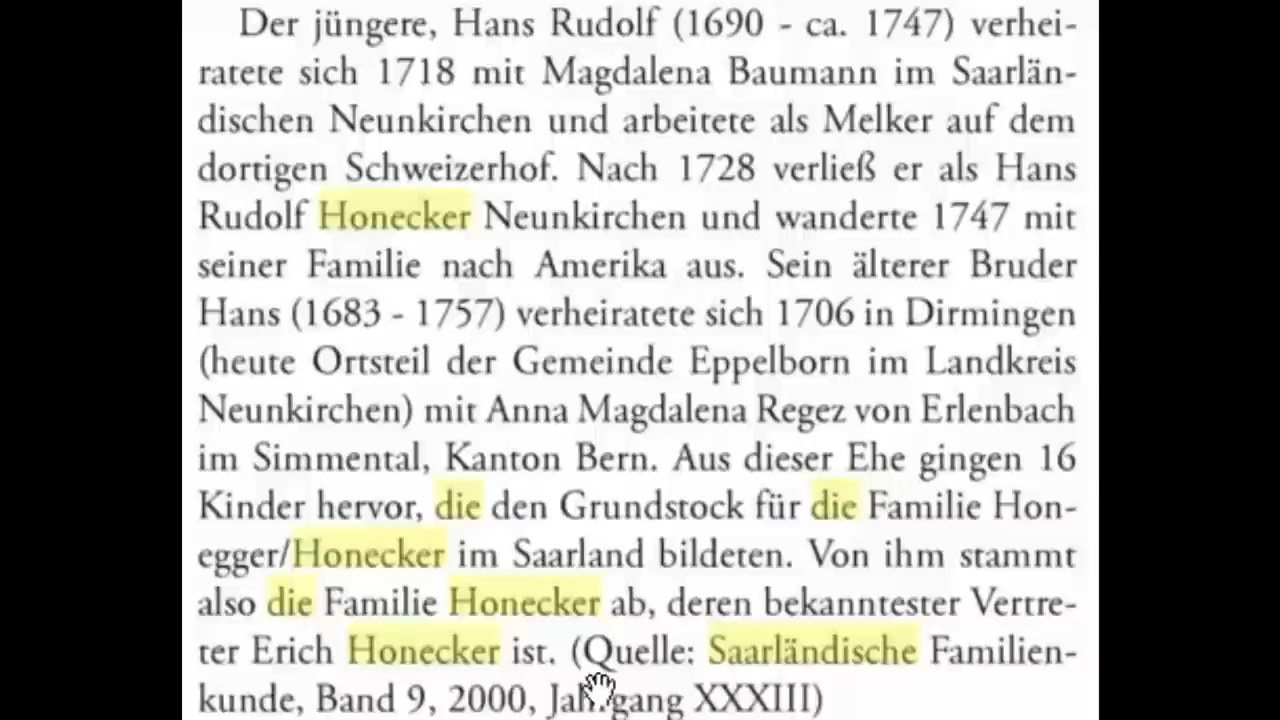 Der jüngere, Hans Rudolf (1690 - ca. 1747) verhei-
ratete sich 1718 mit Magdalena Baumann im Saarlän-
dischen Neunkirchen und arbeitete als Melker auf dem
dortigen Schweizerhof. Nach 1728 verließ er als Hans
Rudolf Honecker Neunkirchen und wanderte 1747 mit
seiner Familie nach Amerika aus. Sein älterer Bruder
Hans (1683 - 1757) verheiratete sich 1706 in Dirmingen
(heute Ortsteil der Gemeinde Eppelborn im Landkreis
Neunkirchen) mit Anna Magdalena Regez von Erlenbach
im Simmental, Kanton Bern. Aus dieser Ehe gingen 16
Kinder hervor, die den Grundstock für die Familie Hon-
egger/Honecker im Saarland bildeten. Von ihm stammt
also die Familie Honecker ab, deren bekanntester Vertre-
ter Erich Honecker ist. (Quelle: Saarländische Familien-
kunde, Band 9, 2000, Jahrgang XXXIII)